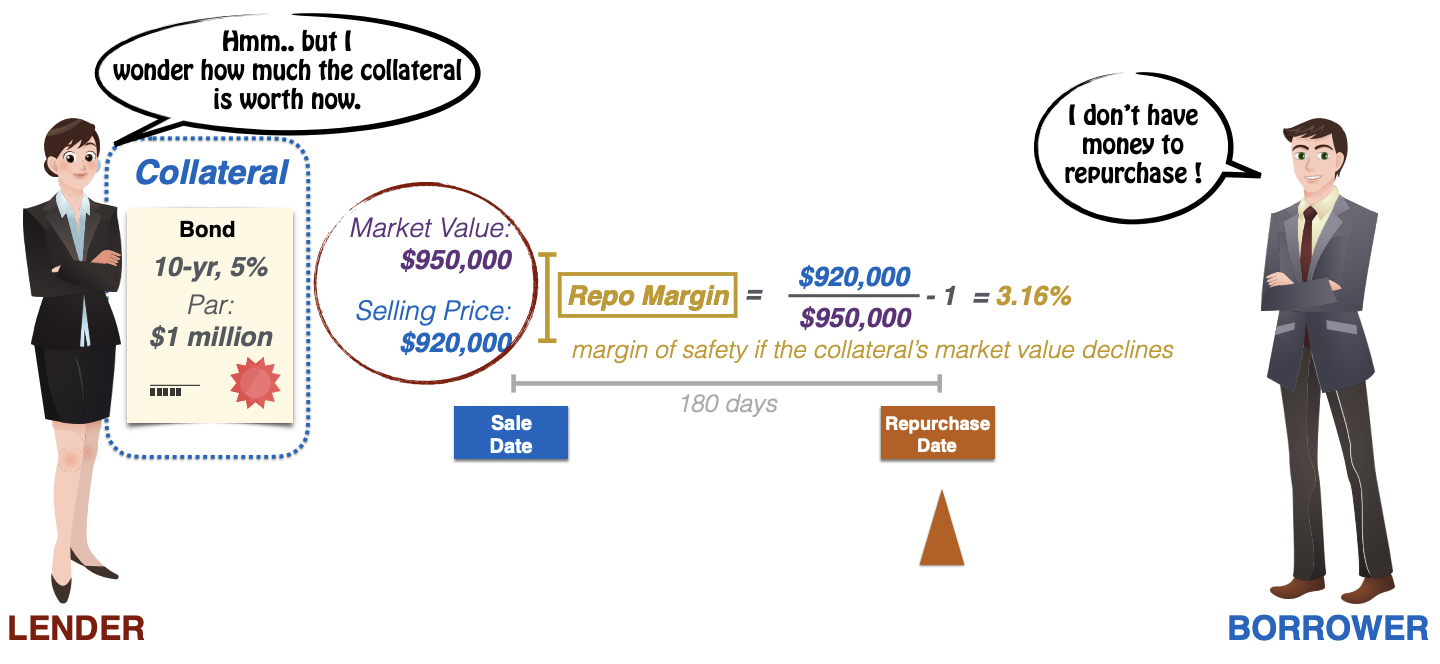 Hmm.. but I
wonder how much the collateral
is worth now.
I don't have
money to
repurchase !
Collateral
Bond
10-yr, 5%
Par:
$1 million
Market Value:
$950,000
Selling Price:
$920,000
Repo Margin = $920,000 / $950,000 - 1 = 3.16%
margin of safety if the collateral's market value declines
180 days
Sale
Date
Repurchase
Date
LENDER
BORROWER